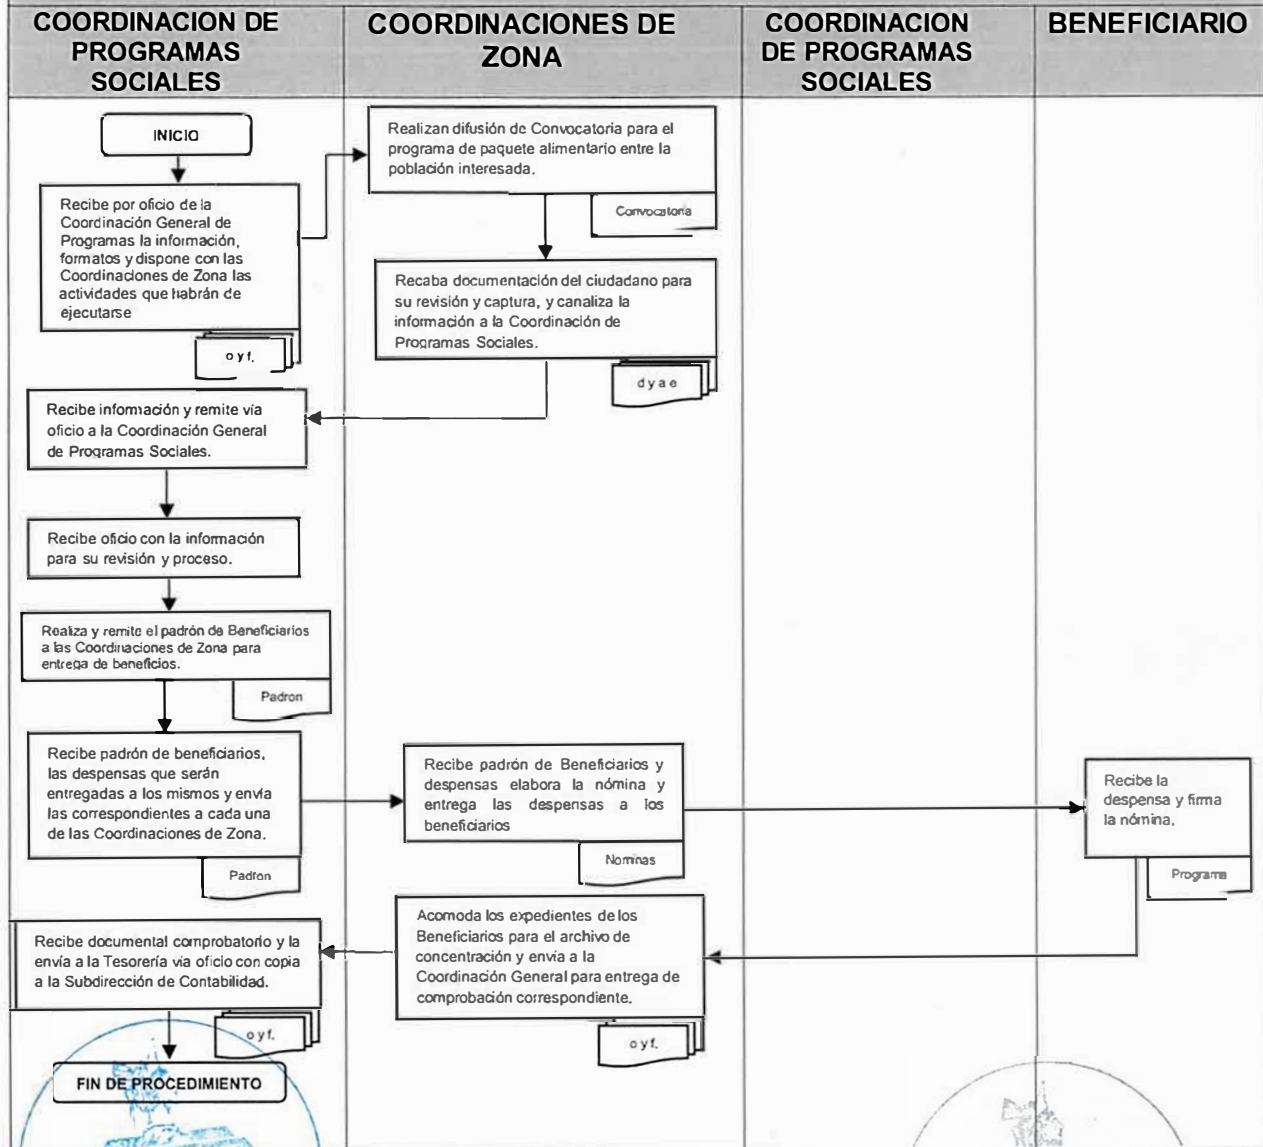 COORDINACION DE
PROGRAMAS
SOCIALES
COORDINACIONES DE
ZONA
COORDINACION
DE PROGRAMAS
SOCIALES
BENEFICIARIO
INICIO
Recibe por oficio de la
Coordinación General de
Programas la información,
formatos y dispone con las
Coordinaciones de Zona las
actividades que habrán de
ejecutarse
o y f.
Realizan difusión de Convocatoria para el
programa de paquete alimentario entre la
población interesada.
Convocatoria
Recaba documentación del ciudadano para
su revisión y captura, y canaliza la
información a la Coordinación de
Programas Sociales.
d y a e
Recibe información y remite vía
oficio a la Coordinación General
de Programas Sociales.
Recibe oficio con la información
para su revisión y proceso.
Realiza y remite el padrón de Beneficiarios
a las Coordinaciones de Zona para
entrega de beneficios.
Padron
Recibe padrón de beneficiarios,
las despensas que serán
entregadas a los mismos y envía
las correspondientes a cada una
de las Coordinaciones de Zona.
Padron
Recibe padrón de Beneficiarios y
despensas elabora la nómina y
entrega las despensas a los
beneficiarios
Nominas
Recibe la
despensa y firma
la nómina.
Programa
Acomoda los expedientes de los
Beneficiarios para el archivo de
concentración y envía a la
Coordinación General para entrega de
comprobación correspondiente.
o y f.
Recibe documental comprobatorio y la
envía a la Tesorería vía oficio con copia
a la Subdirección de Contabilidad.
o y f.
FIN DE PROCEDIMIENTO